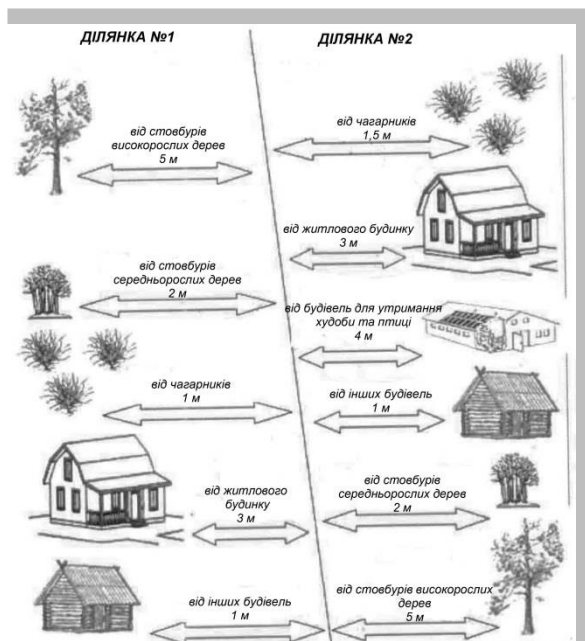 ДІЛЯНКА №1
ДІЛЯНКА №2
від стовбурів
високорослих дерев
5 м
від чагарників
1,5 м
від житлового будинку
3 м
від стовбурів
середньорослих дерев
2 м
від будівель для утримання
худоби та птиці
4 м
від чагарників
1 м
від інших будівель
1 м
від житлового
будинку
3 м
від стовбурів
середньорослих дерев
2 м
від інших будівель
1 м
від стовбурів високорослих
дерев
5 м